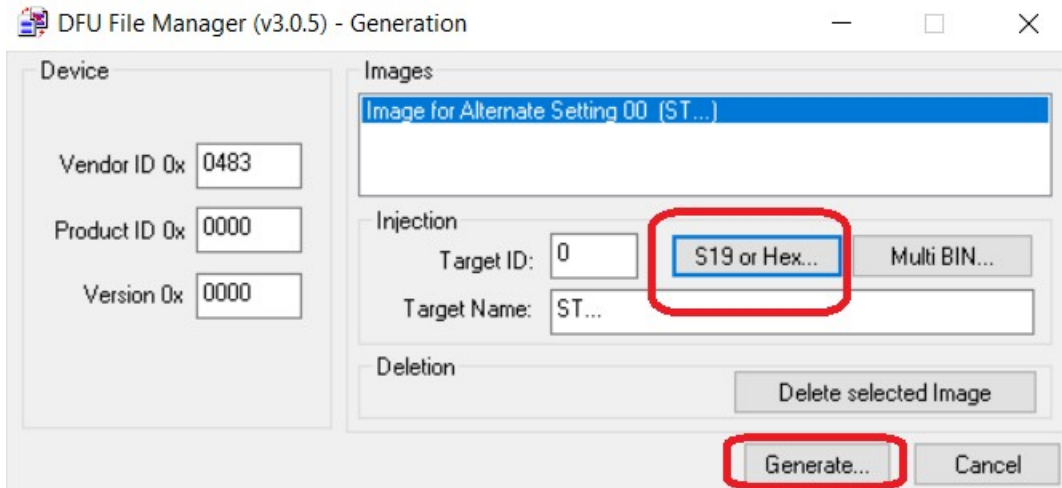 DFU File Manager (v3.0.5) - Generation
Device
Vendor ID 0x 0483
Product ID 0x 0000
Version 0x 0000
Images
Image for Alternate Setting 00 (ST...)
Injection
Target ID: 0 S19 or Hex... Multi BIN...
Target Name: ST...
Deletion
Delete selected Image
Generate... Cancel